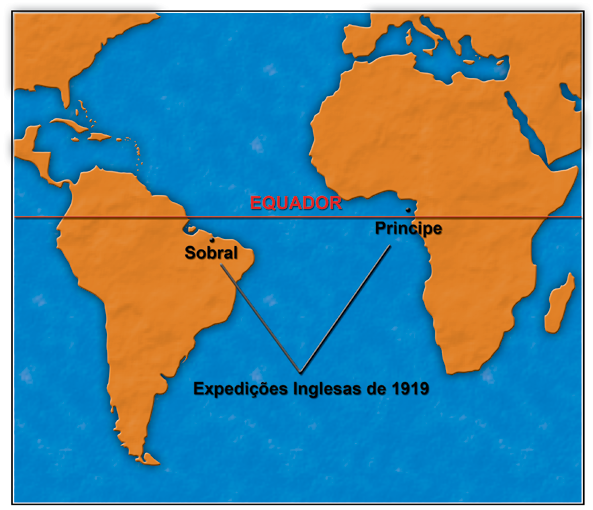 EQUADOR
Principe
Sobral
Expedições Inglesas de 1919